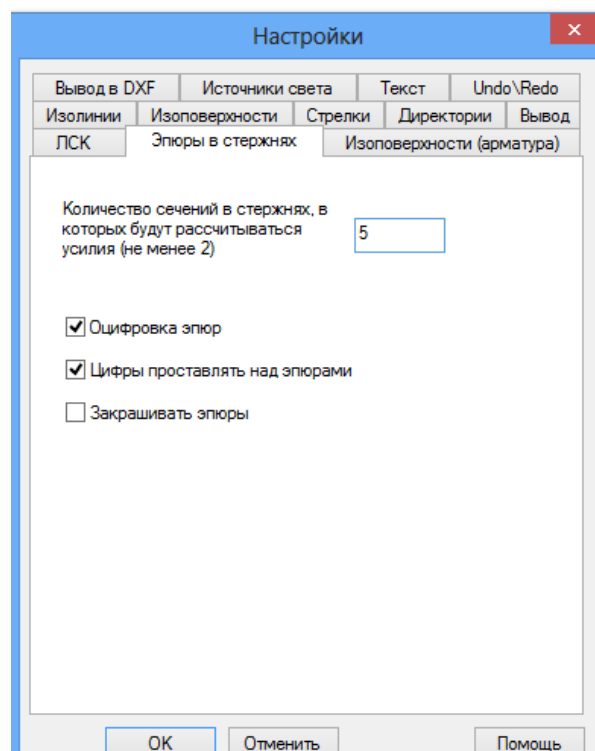 Настройки
Вывод в DXF Источники света Текст Undo\Redo
Изолинии Изоповерхности Стрелки Директории Вывод
ЛСК Эпюры в стержнях Изоповерхности (арматура)
Количество сечений в стержнях, в
которых будут рассчитываться
усилия (не менее 2)
5
Оцифровка эпюр
Цифры проставлять над эпюрами
Закрашивать эпюры
ОК Отменить Помощь